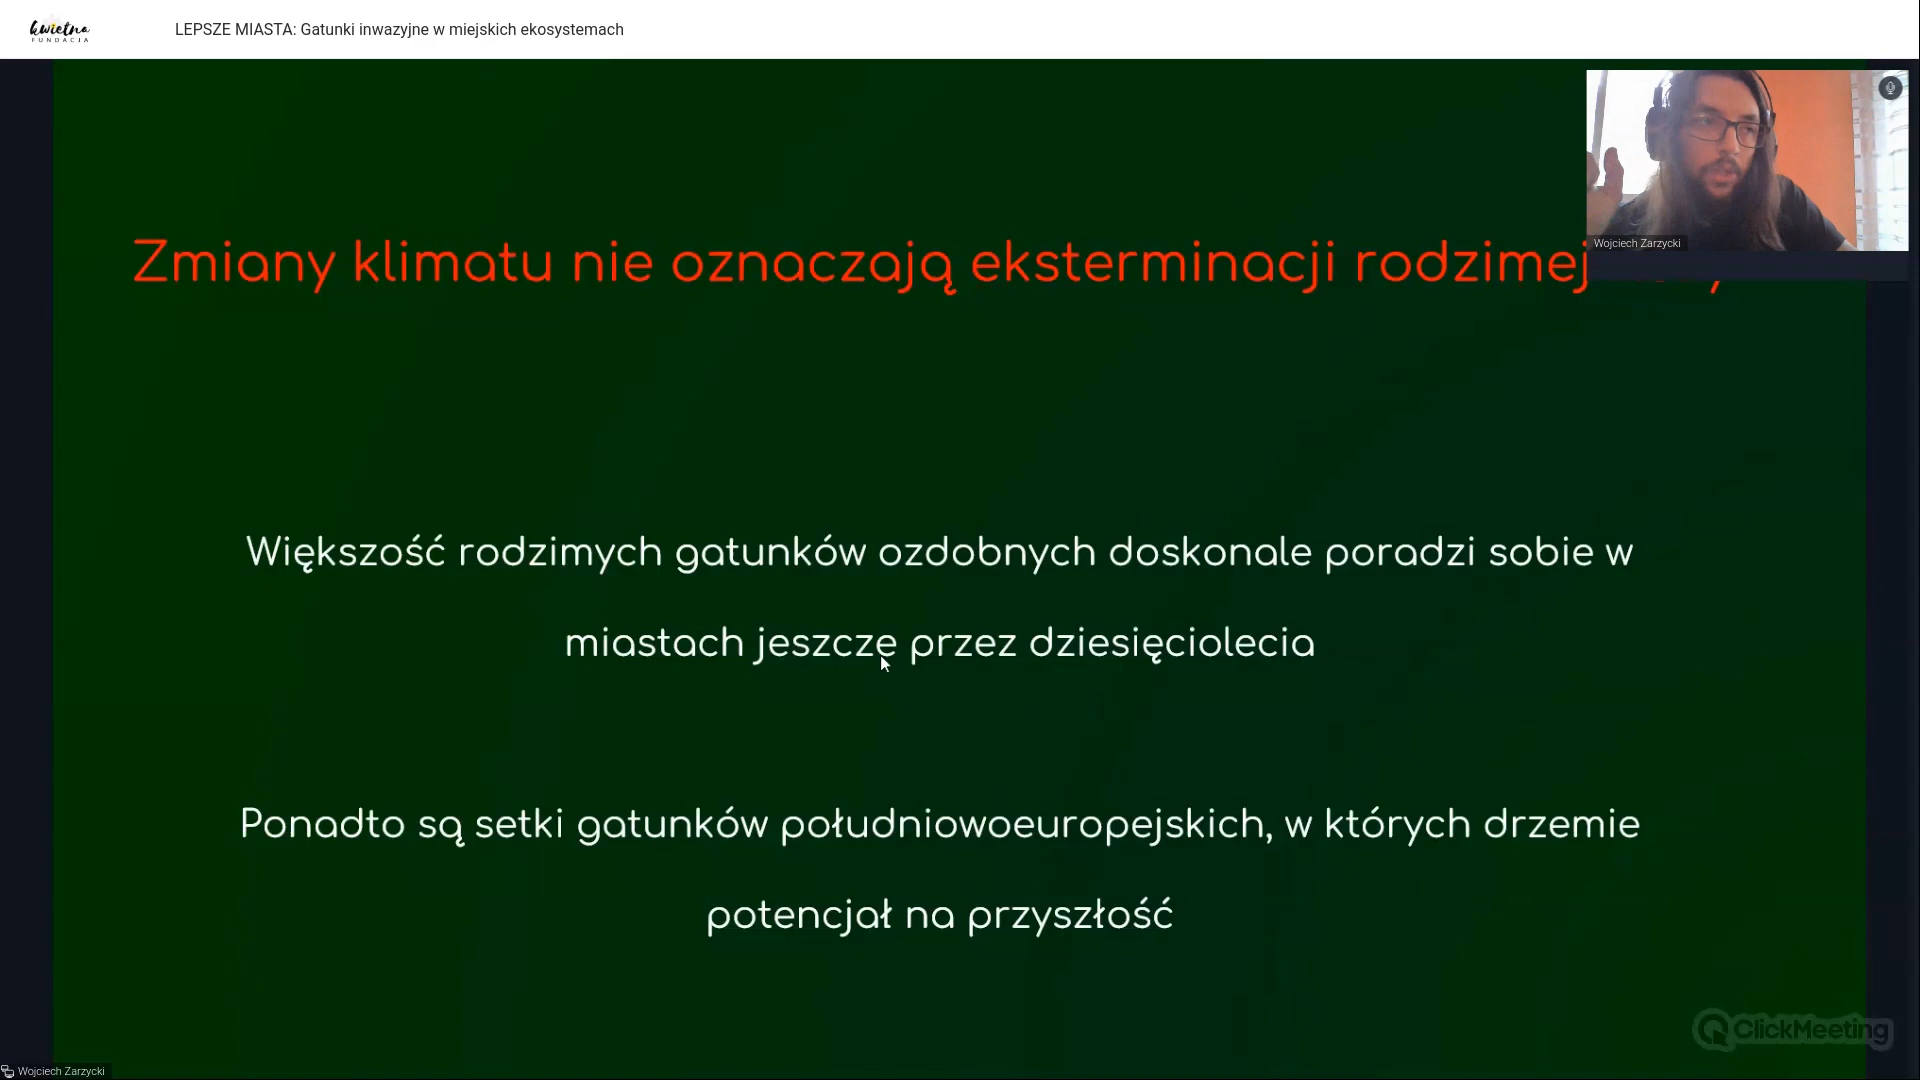 kwietna
FUNDACJA
LEPSZE MIASTA: Gatunki inwazyjne w miejskich ekosystemach
Wojciech Zarzycki
Zmiany klimatu nie oznaczają eksterminacji rodzimej
Większość rodzimych gatunków ozdobnych doskonale poradzi sobie w
miastach jeszcze przez dziesięciolecia
Ponadto są setki gatunków południowoeuropejskich, w których drzemie
potencjał na przyszłość
ClickMeeting
Wojciech Zarzycki